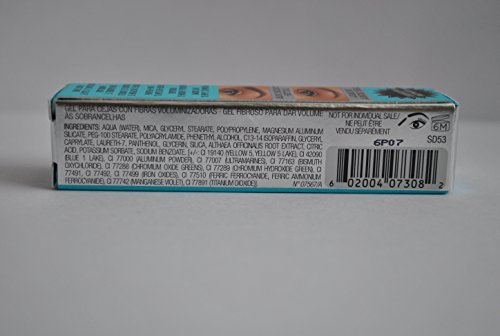 GEL PARA CEJAS CON FIBRAS VOLUMINIZADORAS GEL FIBROSO PARA DAR VOLUME
ÀS SOBRANCELHAS
INGREDIENTS: AQUA (WATER), MICA, GLYCERYL STEARATE, POLYPROPYLENE, MAGNESIUM ALUMINUM
SILICATE, PEG-100 STEARATE, POLYACRYLAMIDE, PHENETHYL ALCOHOL, C13-14 ISOPARAFFIN, GLYCERYL
CAPRYLATE, LAURETH-7, PANTHENOL, GLYCERIN, SILICA, ALTHAEA OFFICINALIS ROOT EXTRACT, CITRIC
ACID, POTASSIUM SORBATE, SODIUM BENZOATE, [+/- CI 19140 (YELLOW 5, YELLOW 5 LAKE), CI 42090
(BLUE 1 LAKE), CI 77000 (ALUMINUM POWDER), CI 77007 (ULTRAMARINES), CI 77163 (BISMUTH
OXYCHLORIDE), CI 77288 (CHROMIUM OXIDE GREENS), CI 77289 (CHROMIUM HYDROXIDE GREEN), CI
77491, CI 77492, CI 77499 (IRON OXIDES), CI 77510 (FERRIC FERROCYANIDE, FERRIC AMMONIUM
FERROCYANIDE), CI 77742 (MANGANESE VIOLET), CI 77891 (TITANIUM DIOXIDE)]. N° 07567/A
NOT FOR INDIVIDUAL SALE/
NE PEUT ÊTRE
VENDU SÉPARÉMENT
6M
SD53
6P07
6 02004 07308 2